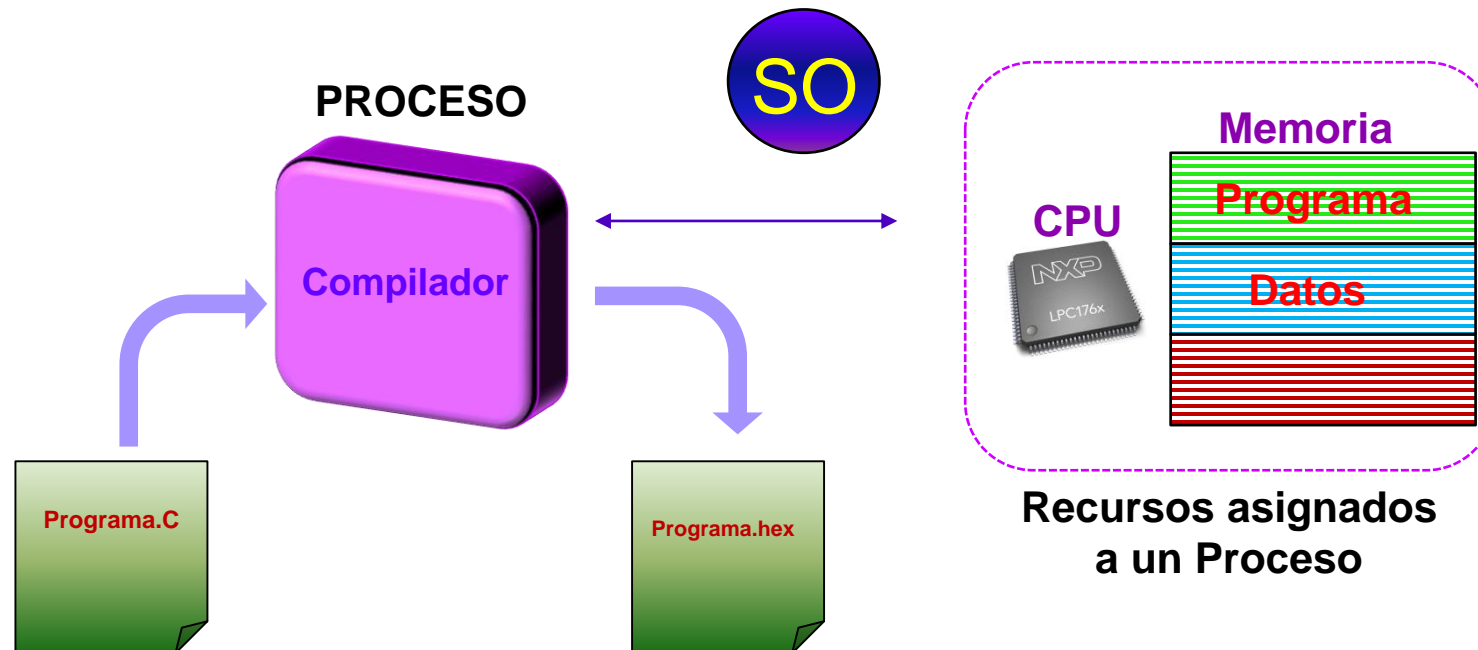 SO
PROCESO
Compilador
Programa.C
Programa.hex
Memoria
Programa
CPU
Datos
NXP
LPC176x
Recursos asignados
a un Proceso